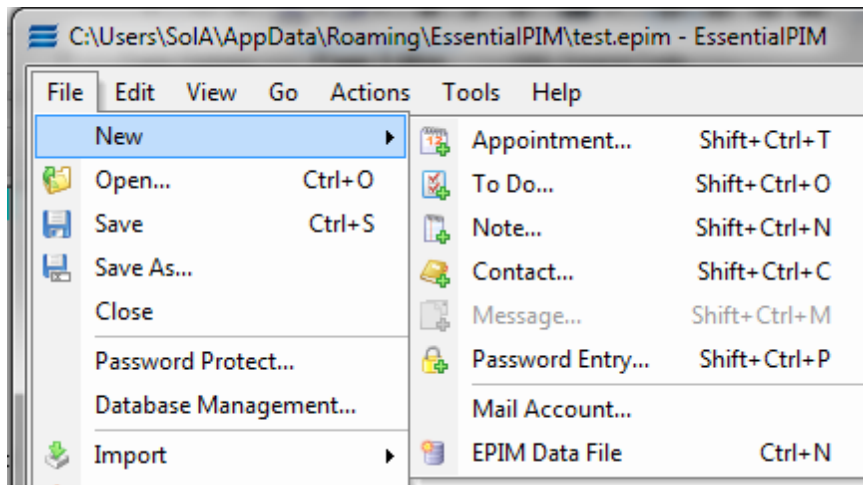 C:\Users\SolA\AppData\Roaming\EssentialPIM\test.epim - EssentialPIM
File Edit View Go Actions Tools Help
New
Open... Ctrl+O
Save Ctrl+S
Save As...
Close
Password Protect...
Database Management...
Import
Appointment... Shift+Ctrl+T
To Do... Shift+Ctrl+O
Note... Shift+Ctrl+N
Contact... Shift+Ctrl+C
Message... Shift+Ctrl+M
Password Entry... Shift+Ctrl+P
Mail Account...
EPIM Data File Ctrl+N